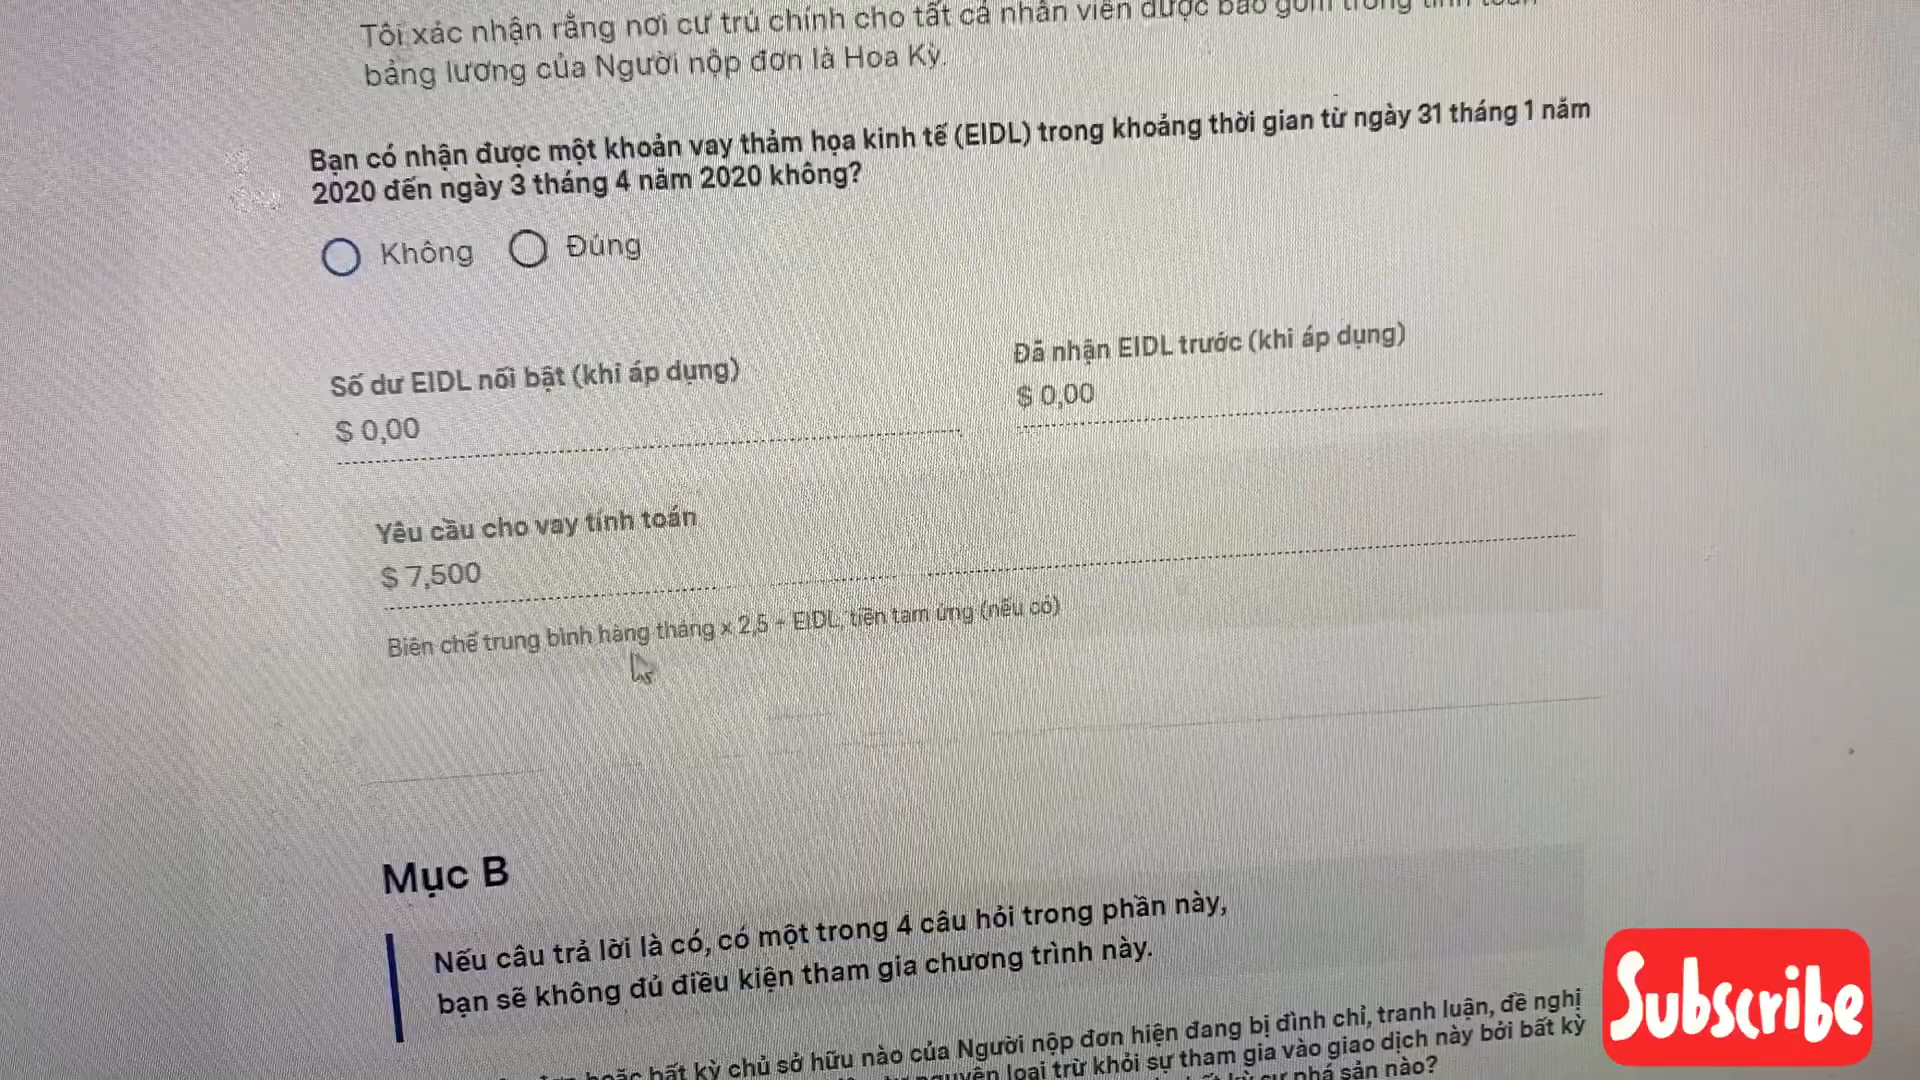 Tôi xác nhận rằng nơi cư trú chính cho tất cả nhân viên được bao gồm trong tính toán
bảng lương của Người nộp đơn là Hoa Kỳ.
Bạn có nhận được một khoản vay thảm họa kinh tế (EIDL) trong khoảng thời gian từ ngày 31 tháng 1 năm
2020 đến ngày 3 tháng 4 năm 2020 không?
Không Đúng
Số dư EIDL nổi bật (khi áp dụng)
$ 0,00
Đã nhận EIDL trước (khi áp dụng)
$ 0,00
Yêu cầu cho vay tính toán
$ 7,500
Biên chế trung bình hàng tháng x 2,5 + EIDL, tiền tạm ứng (nếu có)
Mục B
Nếu câu trả lời là có, có một trong 4 câu hỏi trong phần này,
bạn sẽ không đủ điều kiện tham gia chương trình này.
hoặc bất kỳ chủ sở hữu nào của Người nộp đơn hiện đang bị đình chỉ, tranh luận, đề nghị
loại trừ khỏi sự tham gia vào giao dịch này bởi bất kỳ
phá sản nào?
Subscribe